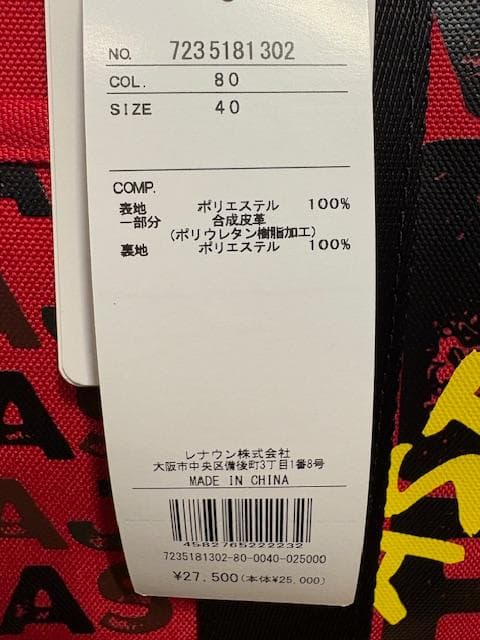 NO. 7235181302
COL. 80
SIZE 40
COMP.
表地 ポリエステル 100%
一部分 合成皮革
(ポリウレタン樹脂加工)
裏地 ポリエステル 100%
レナウン株式会社
大阪市中央区備後町3丁目1番8号
MADE IN CHINA
4582765222232
7235181302-80-0040-025000
¥27,500(本体¥25,000)